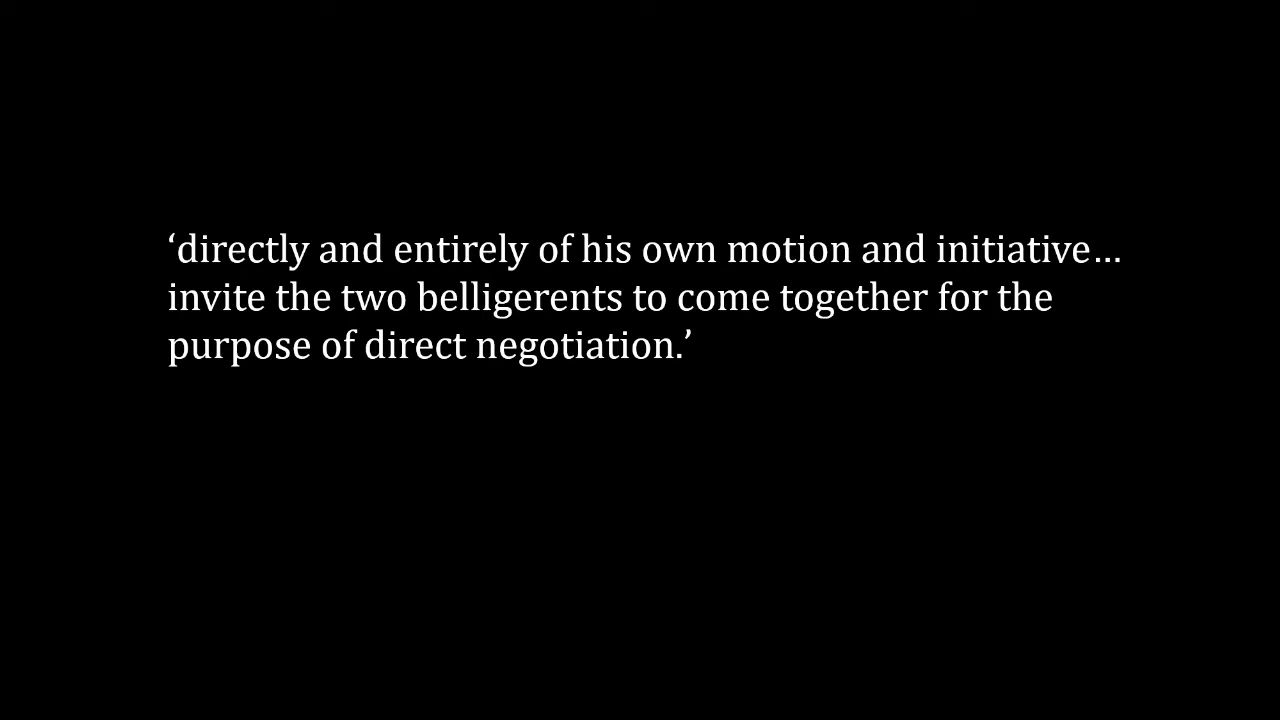 ‘directly and entirely of his own motion and initiative…
invite the two belligerents to come together for the
purpose of direct negotiation.’